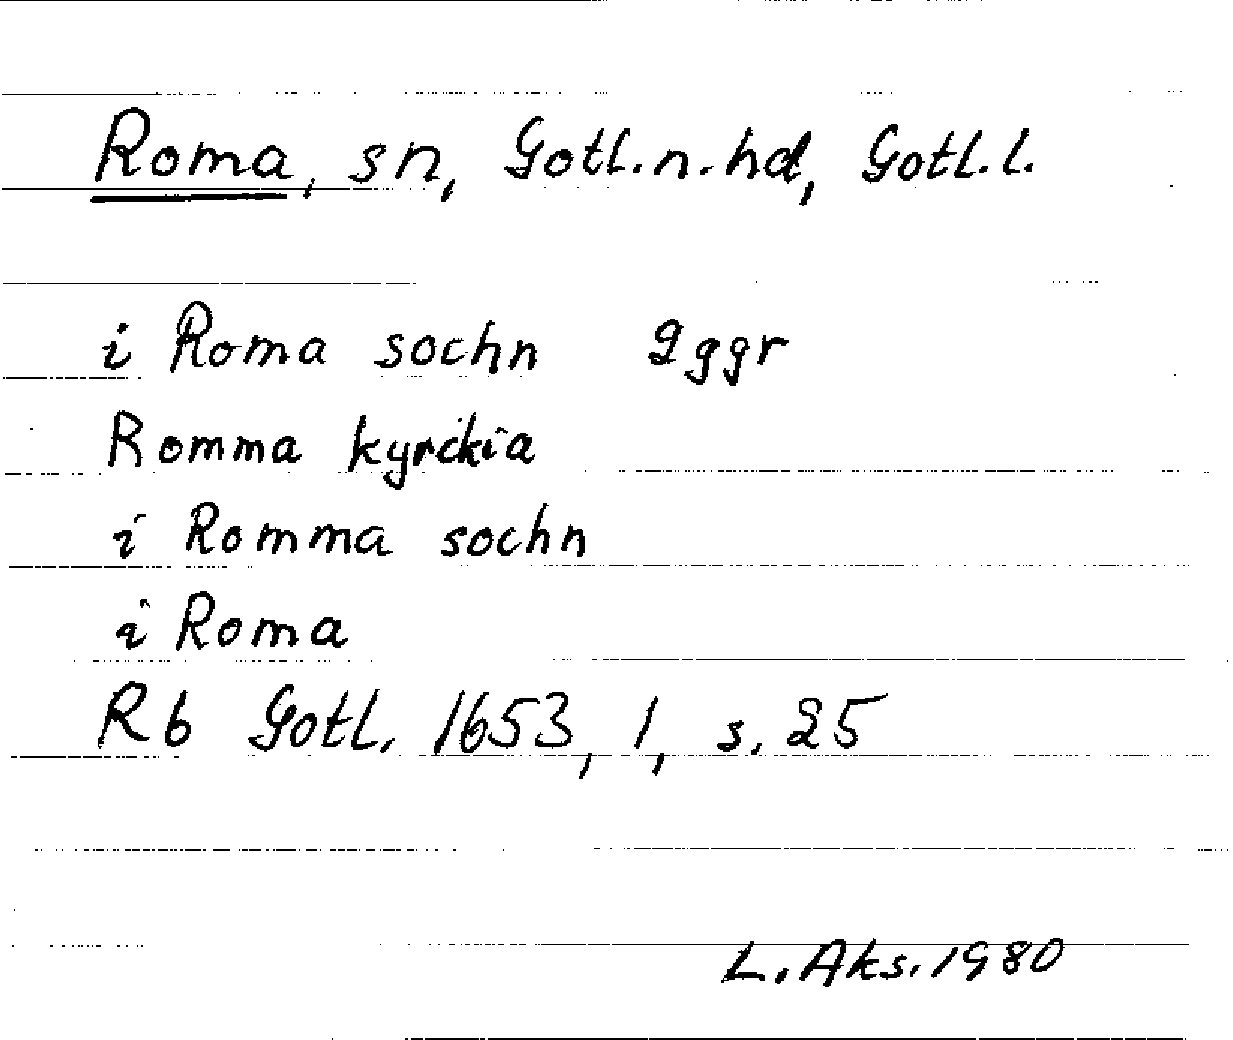 Roma, sn, Gotl.n.hd, Gotl.l.
i Roma sochn 2ggr
Romma kyrckia
i Romma sochn
i Roma
Rb Gotl. 1653, 1, s. 25
L. Aks. 1980